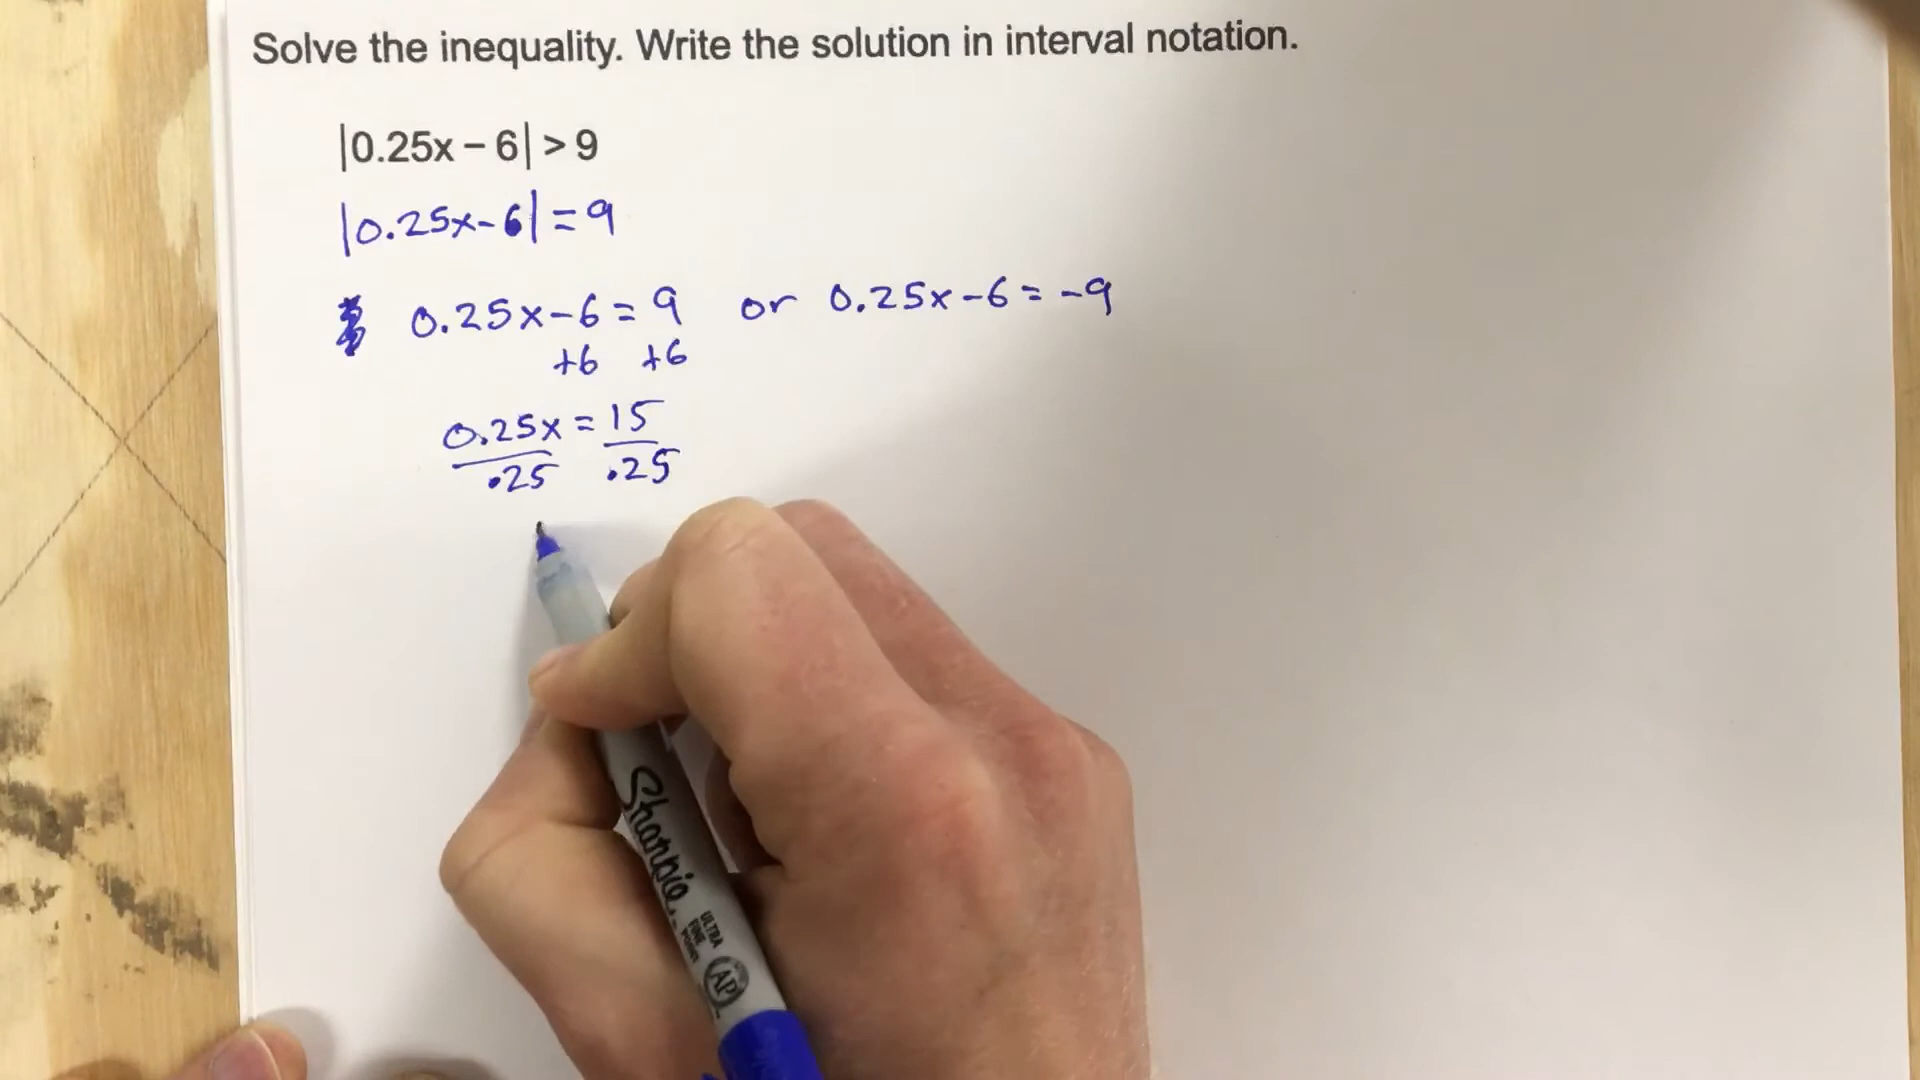 Solve the inequality. Write the solution in interval notation.
|0.25x – 6| > 9
|0.25x-6| = 9
0.25x-6 = 9 or 0.25x-6 = -9
+6 +6
0.25x = 15
.25 .25
Sharpie
ULTRA
FINE
POINT
AP